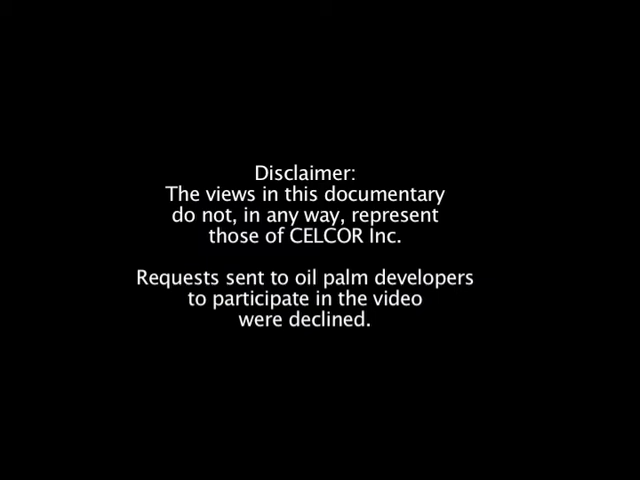 Disclaimer:
The views in this documentary
do not, in any way, represent
those of CELCOR Inc.
Requests sent to oil palm developers
to participate in the video
were declined.